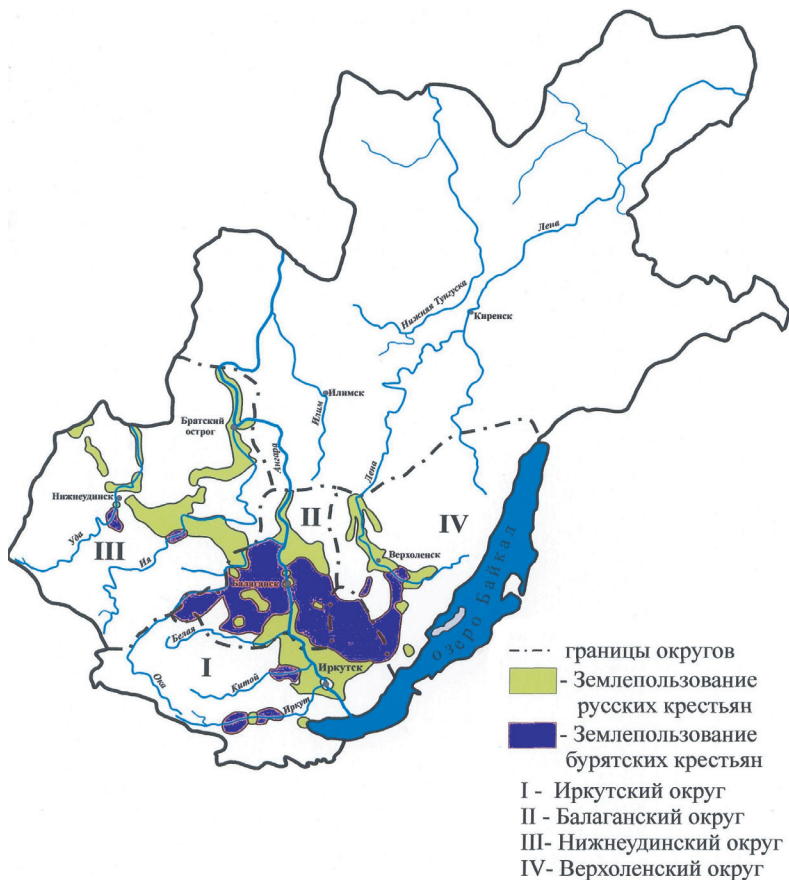 Лена
Нижняя Тунгуска
Киренск
Илимск
Илим
Братский
острог
Ангара
Лена
Нижнеудинск
II
IV
Уда
III
Ия
Верхоленск
Балаганск
озеро Байкал
Белая
I
Иркутск
Ока
Китой
Иркут
границы округов
- Землепользование
русских крестьян
- Землепользование
бурятских крестьян
I - Иркутский округ
II - Балаганский округ
III- Нижнеудинский округ
IV- Верхоленский округ